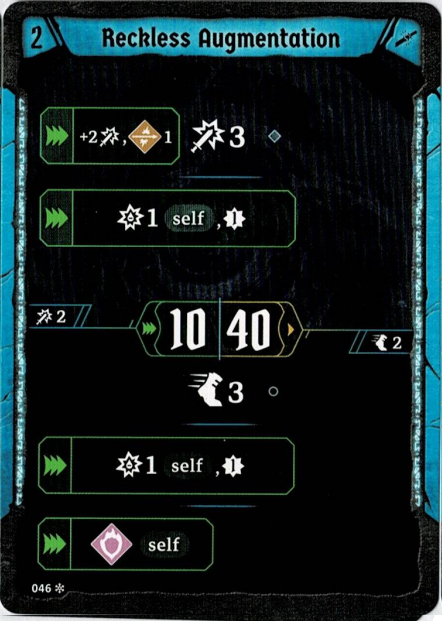 2 Reckless Augmentation
+2, 1 3
1 self,
2 10 40 2
3
1 self,
self
046